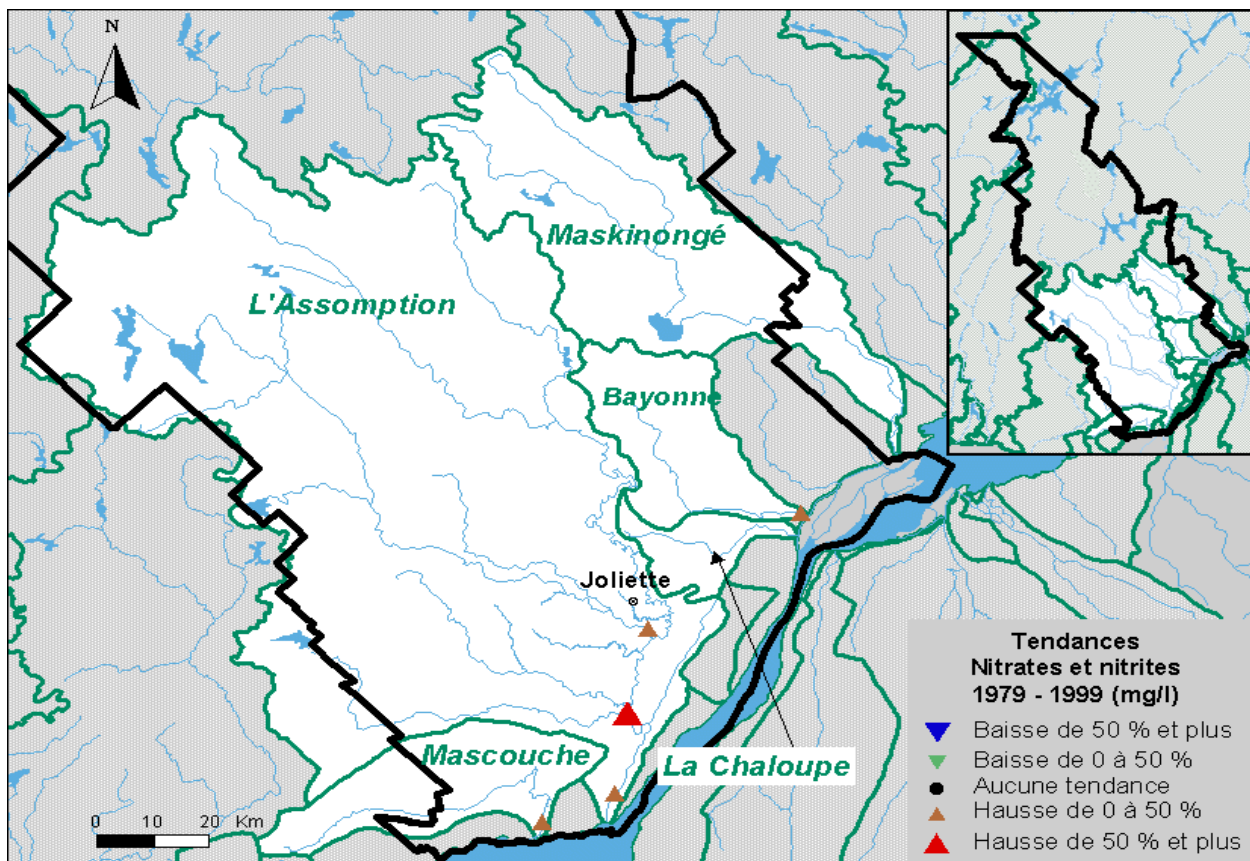 N
Maskinongé
L'Assomption
Bayonne
Joliette
Mascouche
La Chaloupe
0 10 20 Km
Tendances
Nitrates et nitrites
1979 - 1999 (mg/l)
Baisse de 50 % et plus
Baisse de 0 à 50 %
Aucune tendance
Hausse de 0 à 50 %
Hausse de 50 % et plus